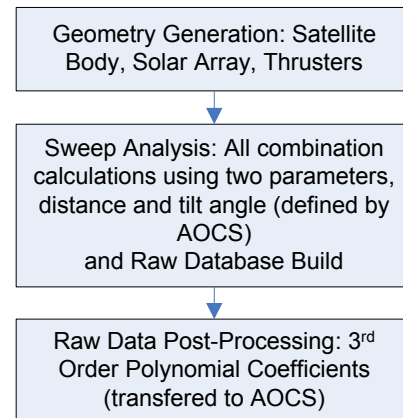 Geometry Generation: Satellite
Body, Solar Array, Thrusters
Sweep Analysis: All combination
calculations using two parameters,
distance and tilt angle (defined by
AOCS)
and Raw Database Build
Raw Data Post-Processing: 3rd
Order Polynomial Coefficients
(transfered to AOCS)